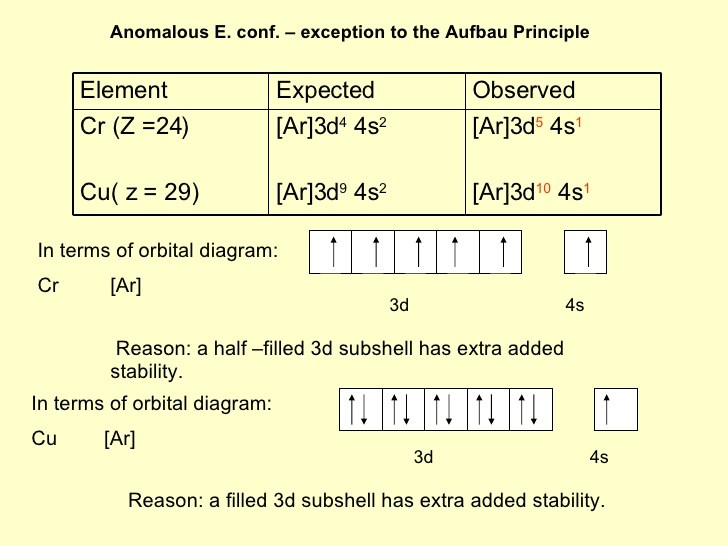 Anomalous E. conf. – exception to the Aufbau Principle
Element Expected Observed
Cr (Z =24) [Ar]3d⁴ 4s² [Ar]3d⁵ 4s¹
Cu( z = 29) [Ar]3d⁹ 4s² [Ar]3d¹⁰ 4s¹
In terms of orbital diagram:
Cr [Ar]
3d 4s
Reason: a half –filled 3d subshell has extra added
stability.
In terms of orbital diagram:
Cu [Ar]
3d 4s
Reason: a filled 3d subshell has extra added stability.